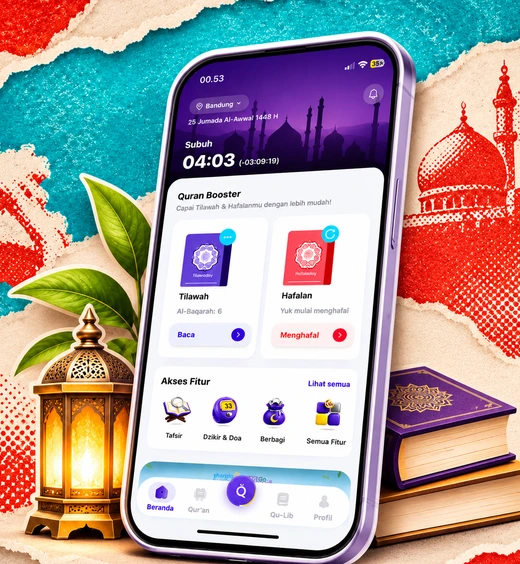 00.53
36
Bandung
25 Jumada Al-Awwal 1448 H
Subuh
04:03 (-03:09:19)
Quran Booster
Capai Tilawah & Hafalanmu dengan lebih mudah!
Tilawah
Al-Baqarah: 6
Baca
Hafalan
Yuk mulai menghafal
Menghafal
Akses Fitur
Lihat semua
33
Tafsir
Dzikir & Doa
Berbagi
Semua Fitur
Beranda
Qur'an
Qu-Lib
Profil